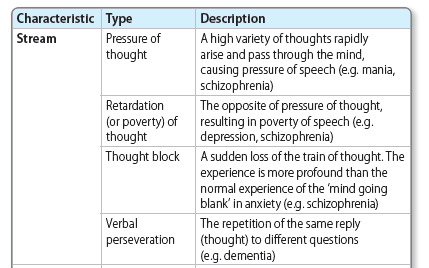 Characteristic Type Description
Stream Pressure of thought A high variety of thoughts rapidly
arise and pass through the mind,
causing pressure of speech (e.g. mania,
schizophrenia)
Retardation (or poverty) of thought The opposite of pressure of thought,
resulting in poverty of speech (e.g.
depression, schizophrenia)
Thought block A sudden loss of the train of thought. The
experience is more profound than the
normal experience of the ‘mind going
blank’ in anxiety (e.g. schizophrenia)
Verbal perseveration The repetition of the same reply
(thought) to different questions
(e.g. dementia)